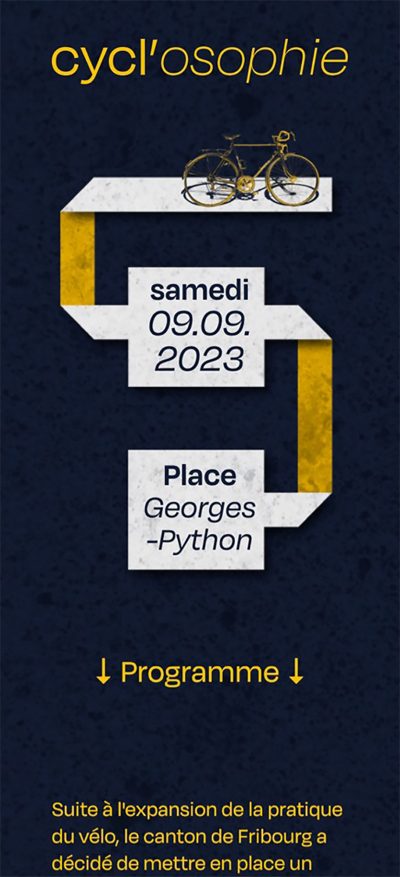 cycl'osophie
samedi
09.09.
2023
Place
Georges
-Python
↓ Programme ↓
Suite à l'expansion de la pratique
du vélo, le canton de Fribourg a
décidé de mettre en place un